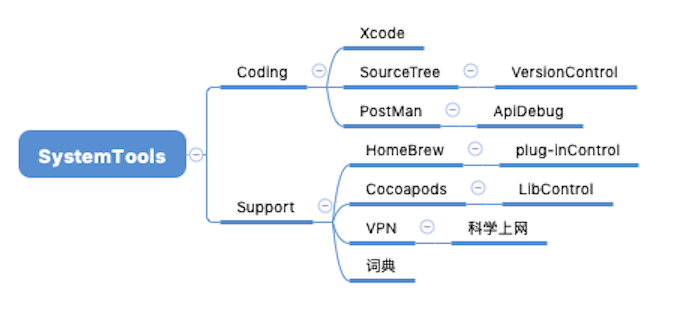 Xcode
Coding
SourceTree
VersionControl
PostMan
ApiDebug
SystemTools
HomeBrew
plug-inControl
Cocoapods
LibControl
Support
VPN
科学上网
词典